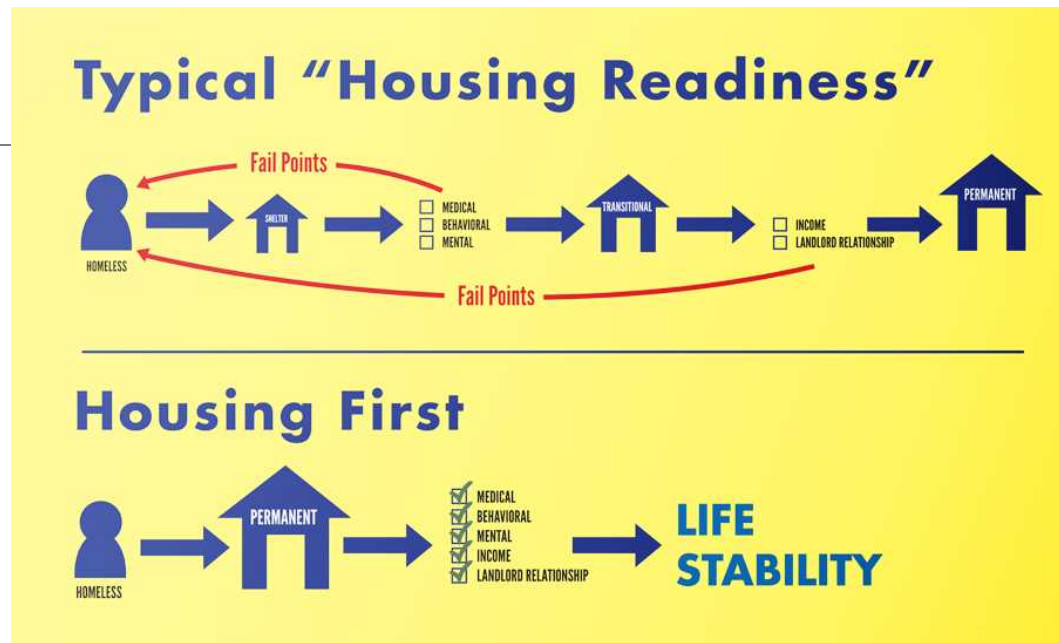 Typical “Housing Readiness”
Fail Points
HOMELESS
SHELTER
MEDICAL
BEHAVIORAL
MENTAL
TRANSITIONAL
INCOME
LANDLORD RELATIONSHIP
PERMANENT
Fail Points
Housing First
HOMELESS
PERMANENT
MEDICAL
BEHAVIORAL
MENTAL
INCOME
LANDLORD RELATIONSHIP
LIFE
STABILITY